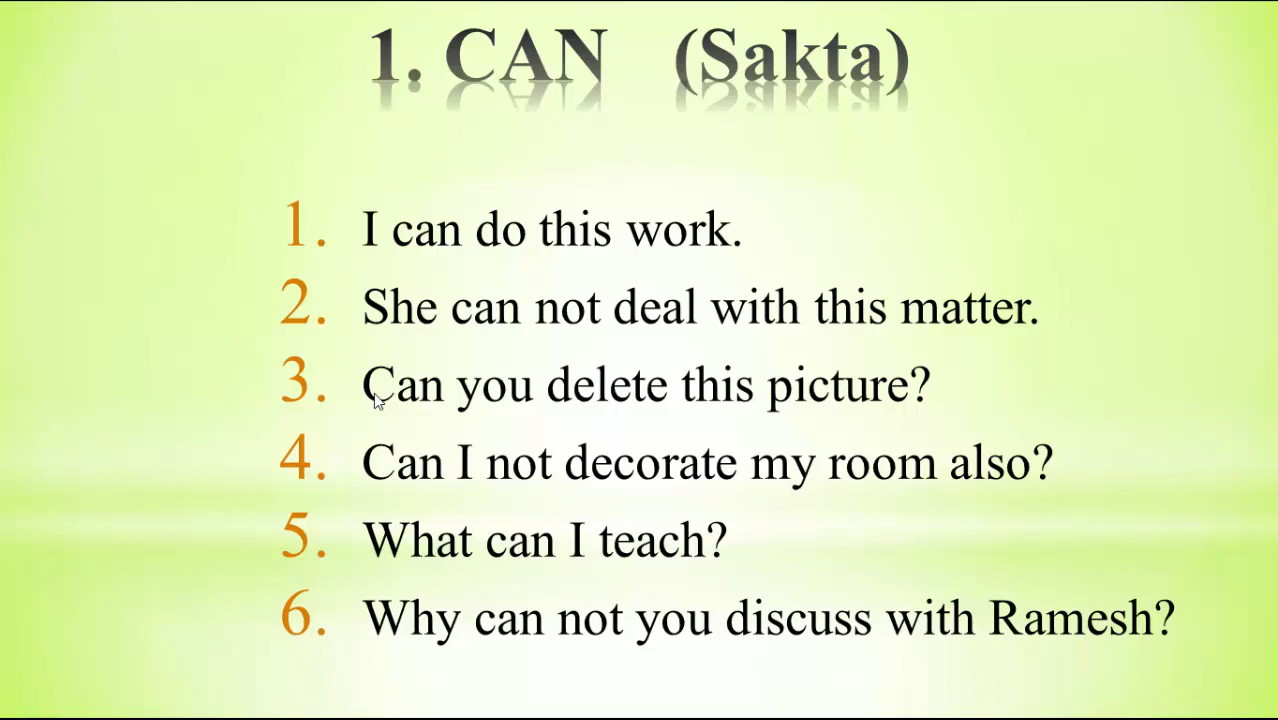 1. CAN (Sakta)
1. I can do this work.
2. She can not deal with this matter.
3. Can you delete this picture?
4. Can I not decorate my room also?
5. What can I teach?
6. Why can not you discuss with Ramesh?